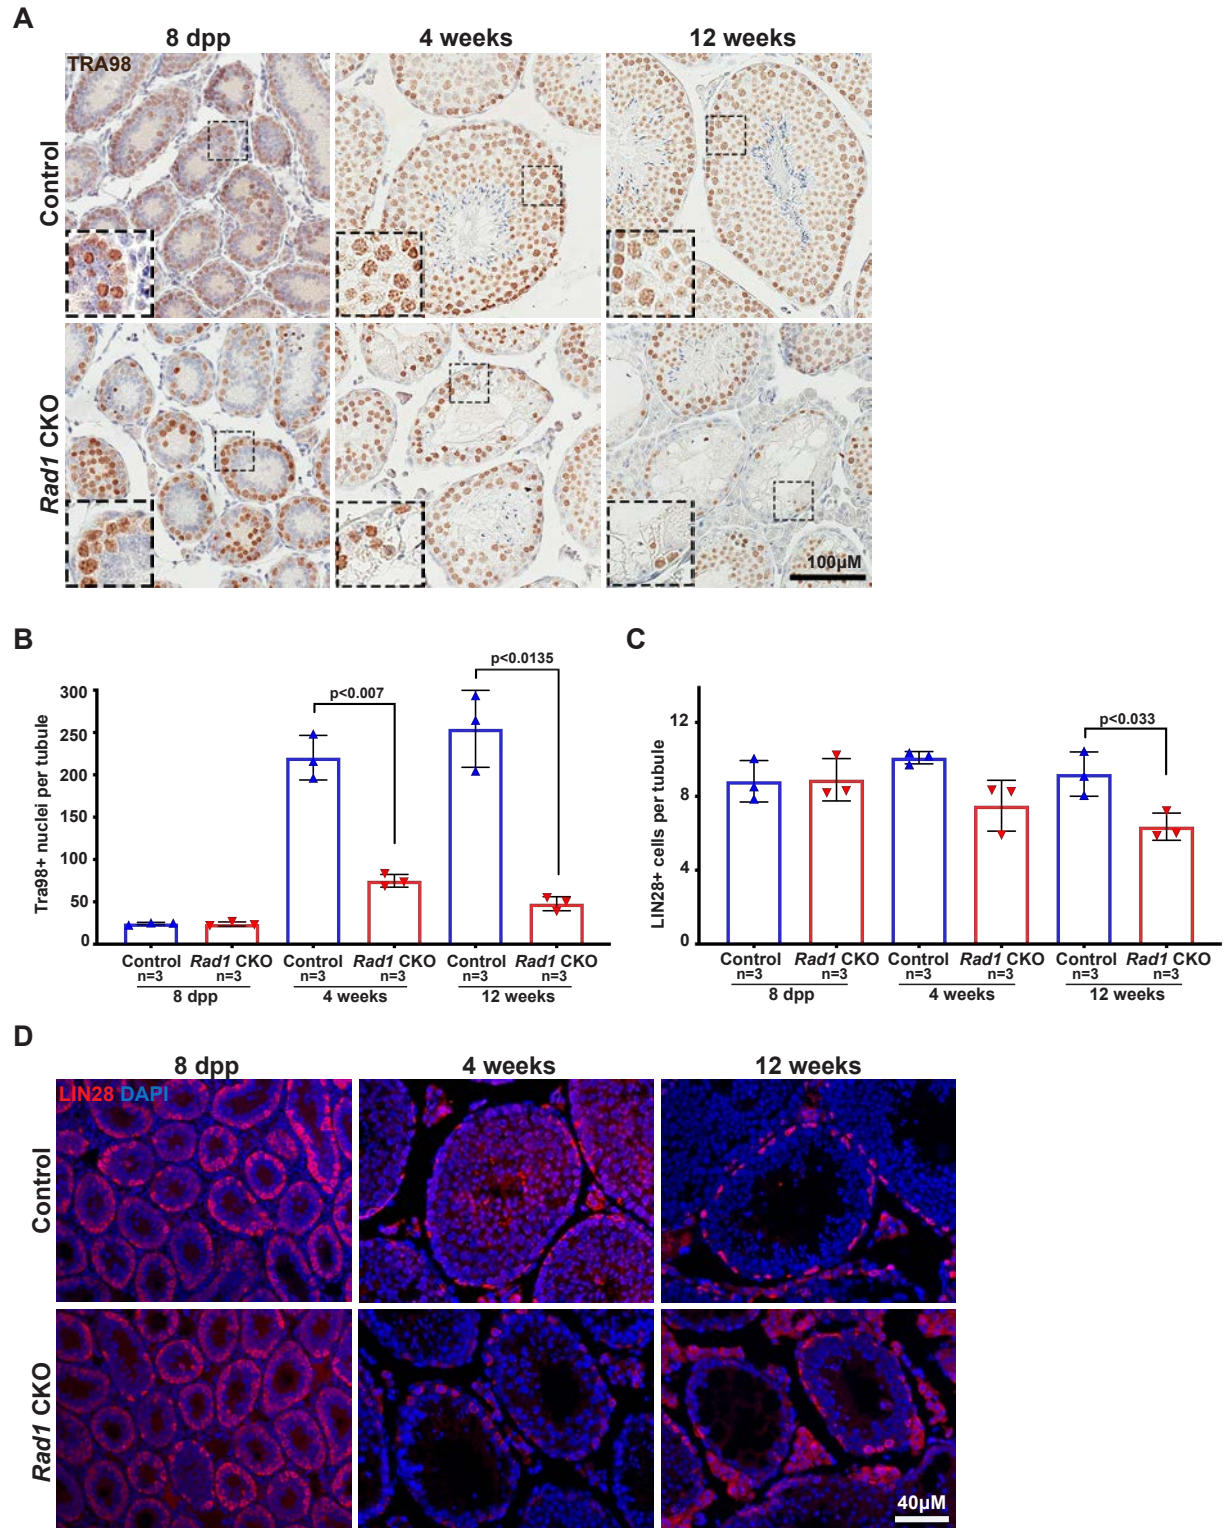 A
8 dpp 4 weeks 12 weeks
TRA98
Control
Rad1 CKO
100µM
B
Tra98+ nuclei per tubule
300
250
200
150
100
50
0
p<0.007
p<0.0135
Control Rad1 CKO Control Rad1 CKO Control Rad1 CKO
n=3 n=3 n=3 n=3 n=3 n=3
8 dpp 4 weeks 12 weeks
C
LIN28+ cells per tubule
12
8
4
0
p<0.033
Control Rad1 CKO Control Rad1 CKO Control Rad1 CKO
n=3 n=3 n=3 n=3 n=3 n=3
8 dpp 4 weeks 12 weeks
D
8 dpp 4 weeks 12 weeks
LIN28 DAPI
Control
Rad1 CKO
40µM